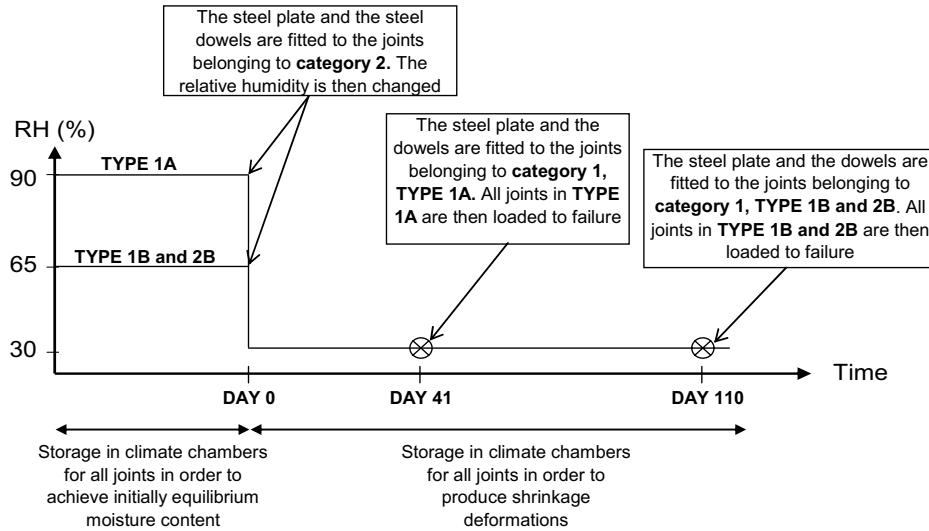 The steel plate and the steel
dowels are fitted to the joints
belonging to category 2. The
relative humidity is then changed
RH (%)
The steel plate and the
dowels are fitted to the joints
belonging to category 1,
TYPE 1A. All joints in TYPE
1A are then loaded to failure
The steel plate and the dowels are
fitted to the joints belonging to
category 1, TYPE 1B and 2B. All
joints in TYPE 1B and 2B are then
loaded to failure
TYPE 1A
90
TYPE 1B and 2B
65
30
Time
DAY 0
DAY 41
DAY 110
Storage in climate chambers
for all joints in order to
achieve initially equilibrium
moisture content
Storage in climate chambers
for all joints in order to
produce shrinkage
deformations